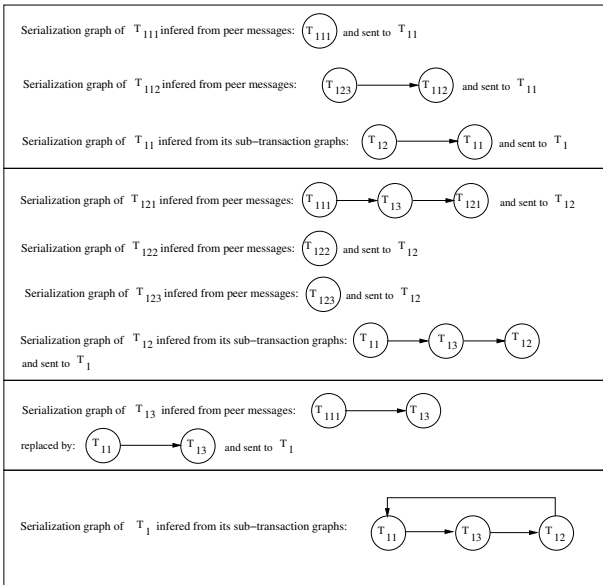 Serialization graph of T111 infered from peer messages: T111 and sent to T11
Serialization graph of T112 infered from peer messages: T123 T112 and sent to T11
Serialization graph of T11 infered from its sub-transaction graphs: T12 T11 and sent to T1
Serialization graph of T121 infered from peer messages: T111 T13 T121 and sent to T12
Serialization graph of T122 infered from peer messages: T122 and sent to T12
Serialization graph of T123 infered from peer messages: T123 and sent to T12
Serialization graph of T12 infered from its sub-transaction graphs: T11 T13 T12
and sent to T1
Serialization graph of T13 infered from peer messages: T111 T13
replaced by: T11 T13 and sent to T1
Serialization graph of T1 infered from its sub-transaction graphs: T11 T13 T12